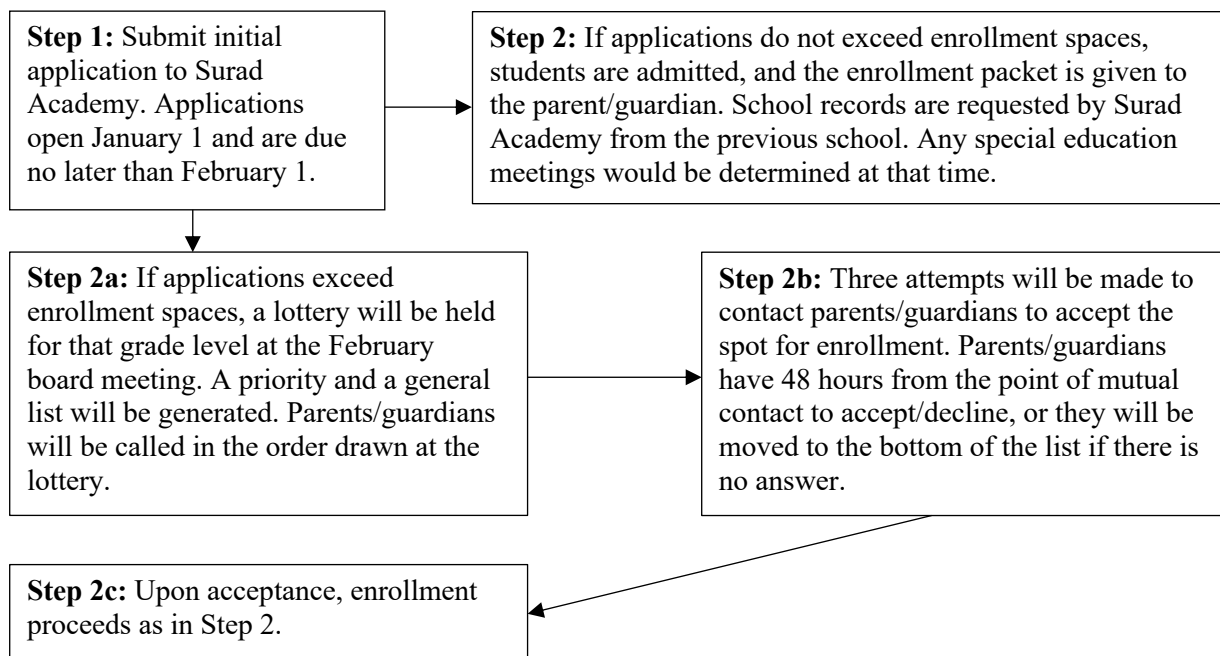 Step 1: Submit initial
application to Surad
Academy. Applications
open January 1 and are due
no later than February 1.
Step 2: If applications do not exceed enrollment spaces,
students are admitted, and the enrollment packet is given to
the parent/guardian. School records are requested by Surad
Academy from the previous school. Any special education
meetings would be determined at that time.
Step 2a: If applications exceed
enrollment spaces, a lottery will be held
for that grade level at the February
board meeting. A priority and a general
list will be generated. Parents/guardians
will be called in the order drawn at the
lottery.
Step 2b: Three attempts will be made to
contact parents/guardians to accept the
spot for enrollment. Parents/guardians
have 48 hours from the point of mutual
contact to accept/decline, or they will be
moved to the bottom of the list if there is
no answer.
Step 2c: Upon acceptance, enrollment
proceeds as in Step 2.